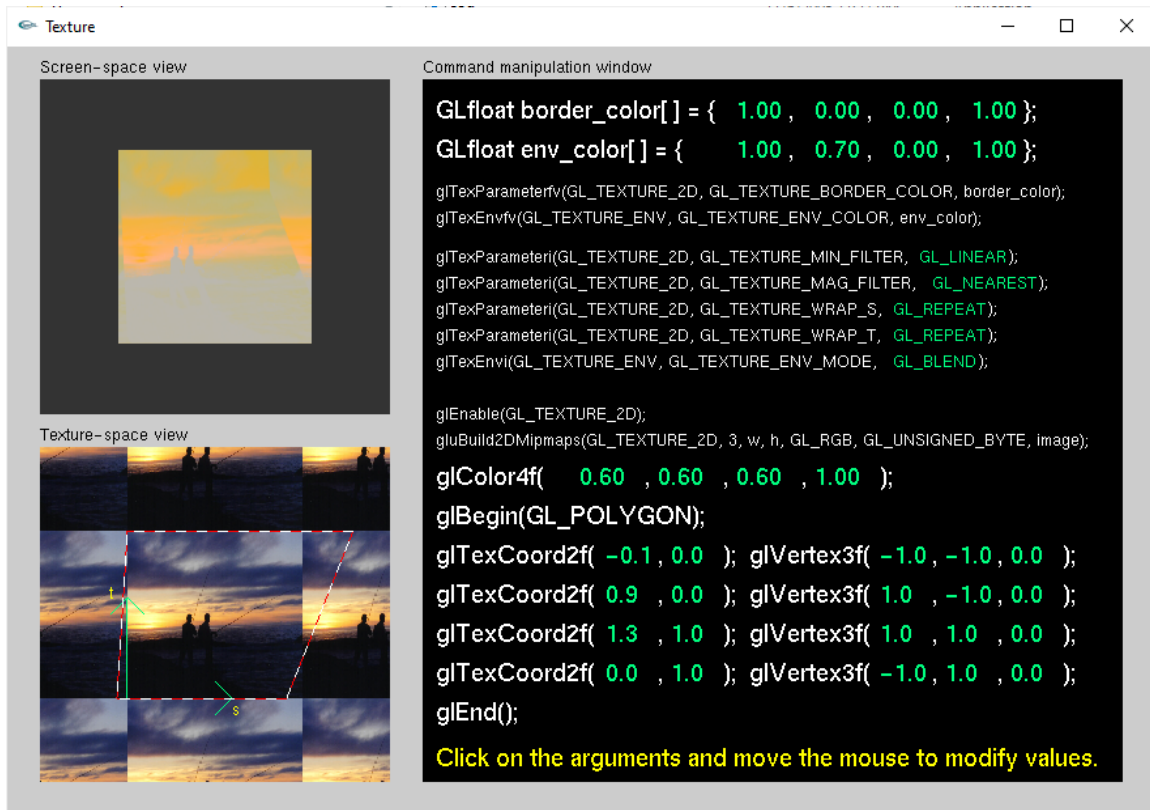 Texture
Screen-space view
Command manipulation window
GLfloat border_color[ ] = { 1.00 , 0.00 , 0.00 , 1.00 };
GLfloat env_color[ ] = { 1.00 , 0.70 , 0.00 , 1.00 };
glTexParameterfv(GL_TEXTURE_2D, GL_TEXTURE_BORDER_COLOR, border_color);
glTexEnvfv(GL_TEXTURE_ENV, GL_TEXTURE_ENV_COLOR, env_color);
glTexParameteri(GL_TEXTURE_2D, GL_TEXTURE_MIN_FILTER, GL_LINEAR);
glTexParameteri(GL_TEXTURE_2D, GL_TEXTURE_MAG_FILTER, GL_NEAREST);
glTexParameteri(GL_TEXTURE_2D, GL_TEXTURE_WRAP_S, GL_REPEAT);
glTexParameteri(GL_TEXTURE_2D, GL_TEXTURE_WRAP_T, GL_REPEAT);
glTexEnvi(GL_TEXTURE_ENV, GL_TEXTURE_ENV_MODE, GL_BLEND);
glEnable(GL_TEXTURE_2D);
gluBuild2DMipmaps(GL_TEXTURE_2D, 3, w, h, GL_RGB, GL_UNSIGNED_BYTE, image);
glColor4f( 0.60 , 0.60 , 0.60 , 1.00 );
glBegin(GL_POLYGON);
glTexCoord2f( -0.1 , 0.0 ); glVertex3f( -1.0 , -1.0 , 0.0 );
glTexCoord2f( 0.9 , 0.0 ); glVertex3f( 1.0 , -1.0 , 0.0 );
glTexCoord2f( 1.3 , 1.0 ); glVertex3f( 1.0 , 1.0 , 0.0 );
glTexCoord2f( 0.0 , 1.0 ); glVertex3f( -1.0 , 1.0 , 0.0 );
glEnd();
Click on the arguments and move the mouse to modify values.
Texture-space view
t
s